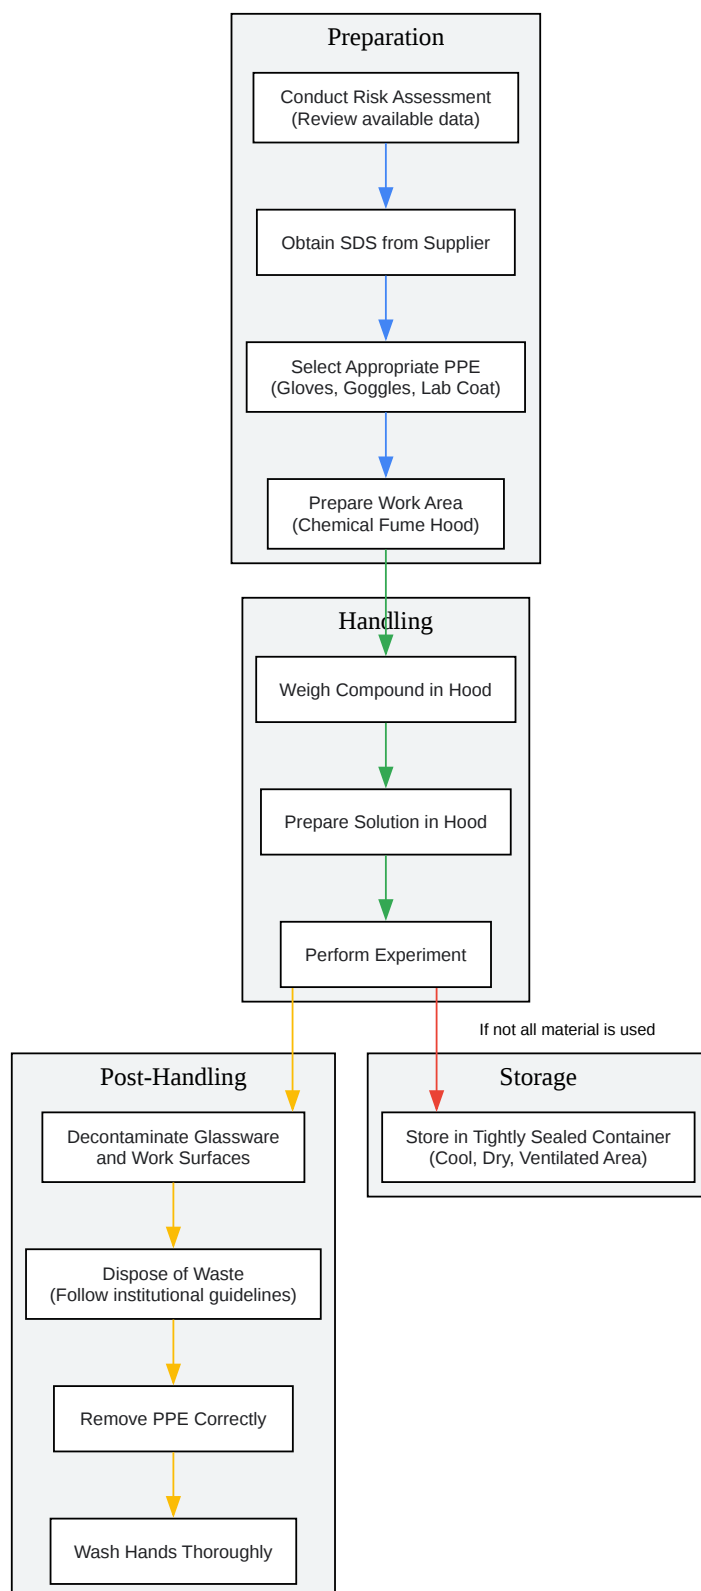 Preparation
Conduct Risk Assessment
(Review available data)
Obtain SDS from Supplier
Select Appropriate PPE
(Gloves, Goggles, Lab Coat)
Prepare Work Area
(Chemical Fume Hood)
Handling
Weigh Compound in Hood
Prepare Solution in Hood
Perform Experiment
If not all material is used
Post-Handling
Decontaminate Glassware
and Work Surfaces
Dispose of Waste
(Follow institutional guidelines)
Remove PPE Correctly
Wash Hands Thoroughly
Storage
Store in Tightly Sealed Container
(Cool, Dry, Ventilated Area)